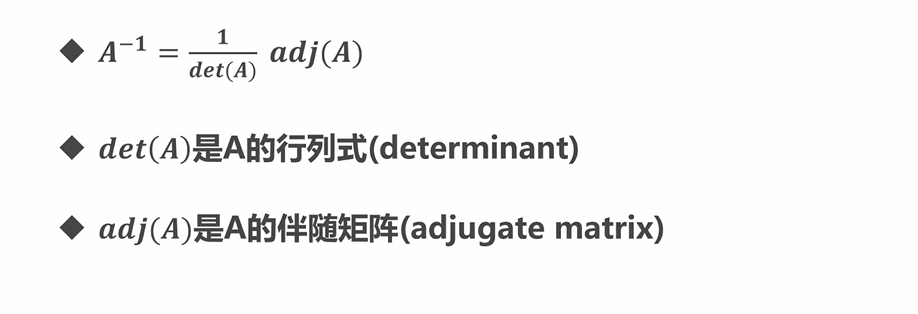 ◆ A⁻¹ = 1/det(A) adj(A)
◆ det(A)是A的行列式(determinant)
◆ adj(A)是A的伴随矩阵(adjugate matrix)